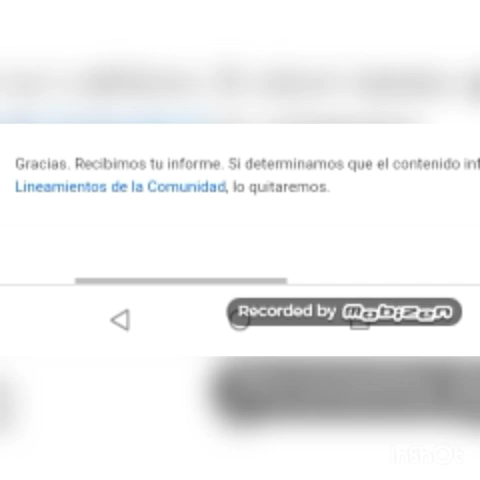 Gracias. Recibimos tu informe. Si determinamos que el contenido inf
Lineamientos de la Comunidad, lo quitaremos.
Recorded by mobizen
InShOt